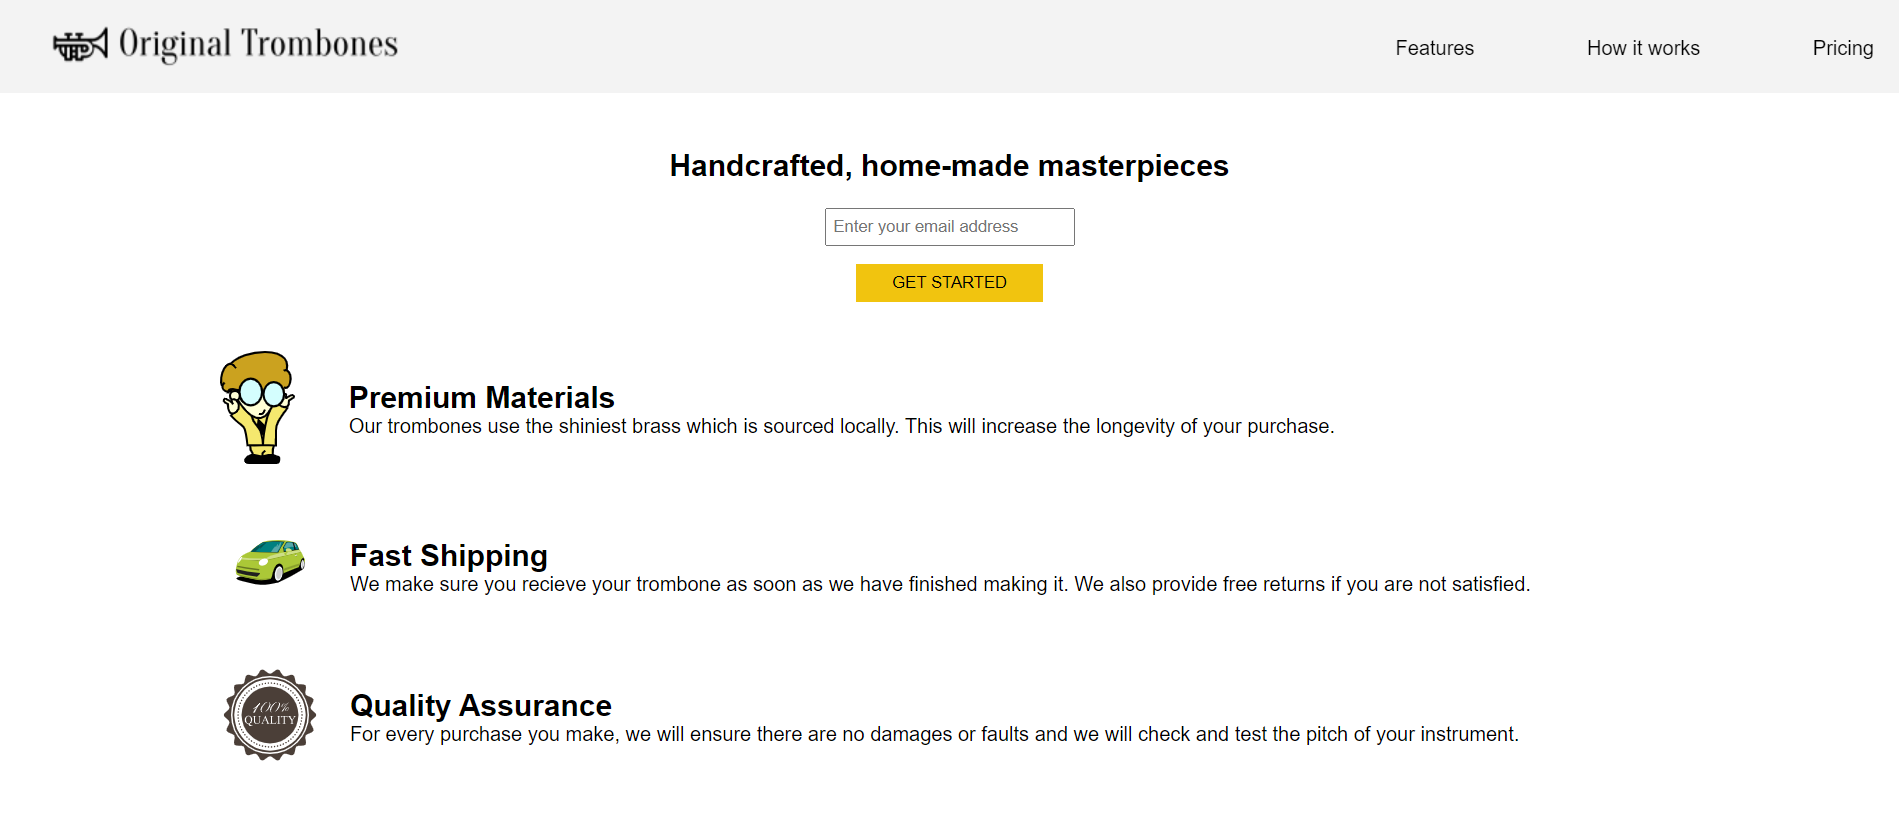 Original Trombones
Features
How it works
Pricing
Handcrafted, home-made masterpieces
Enter your email address
GET STARTED
Premium Materials
Our trombones use the shiniest brass which is sourced locally. This will increase the longevity of your purchase.
Fast Shipping
We make sure you recieve your trombone as soon as we have finished making it. We also provide free returns if you are not satisfied.
100%
QUALITY
Quality Assurance
For every purchase you make, we will ensure there are no damages or faults and we will check and test the pitch of your instrument.